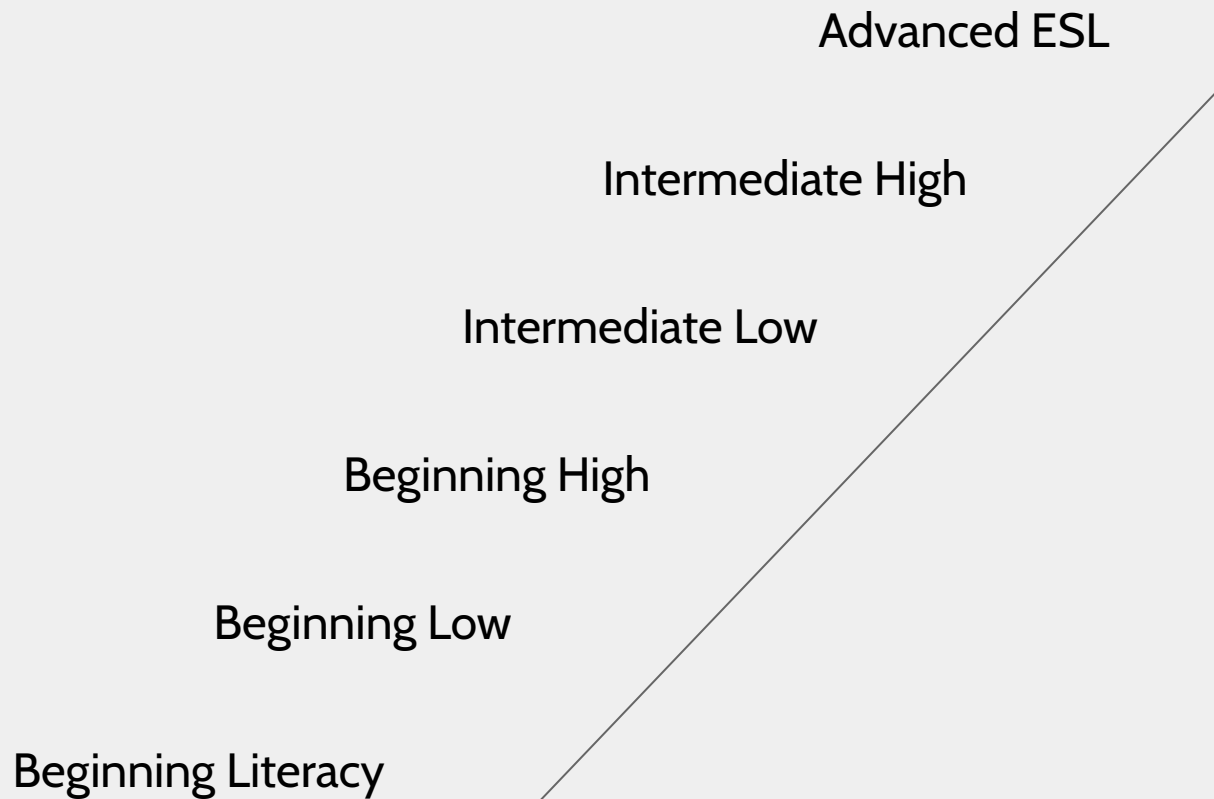 Advanced ESL
Intermediate High
Intermediate Low
Beginning High
Beginning Low
Beginning Literacy